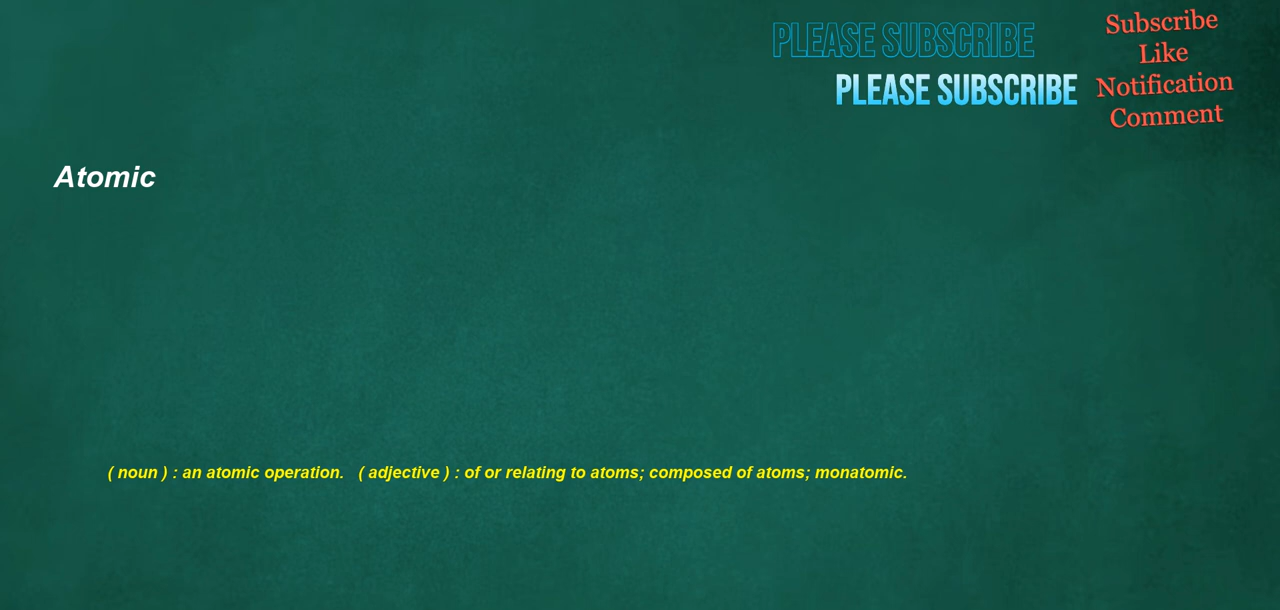 PLEASE SUBSCRIBE
PLEASE SUBSCRIBE
Subscribe
Like
Notification
Comment
Atomic
( noun ) : an atomic operation.   ( adjective ) : of or relating to atoms; composed of atoms; monatomic.